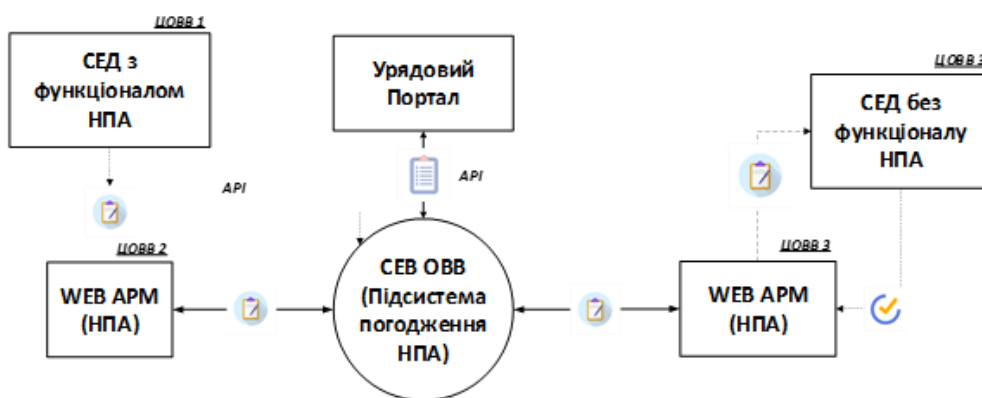 ЦОВВ 1
СЕД з
функціоналом
НПА
Урядовий
Портал
ЦОВВ 3
СЕД без
функціоналу
НПА
API
API
ЦОВВ 2
WEB АРМ
(НПА)
СЕВ ОВВ
(Підсистема
погодження
НПА)
ЦОВВ 3
WEB АРМ
(НПА)